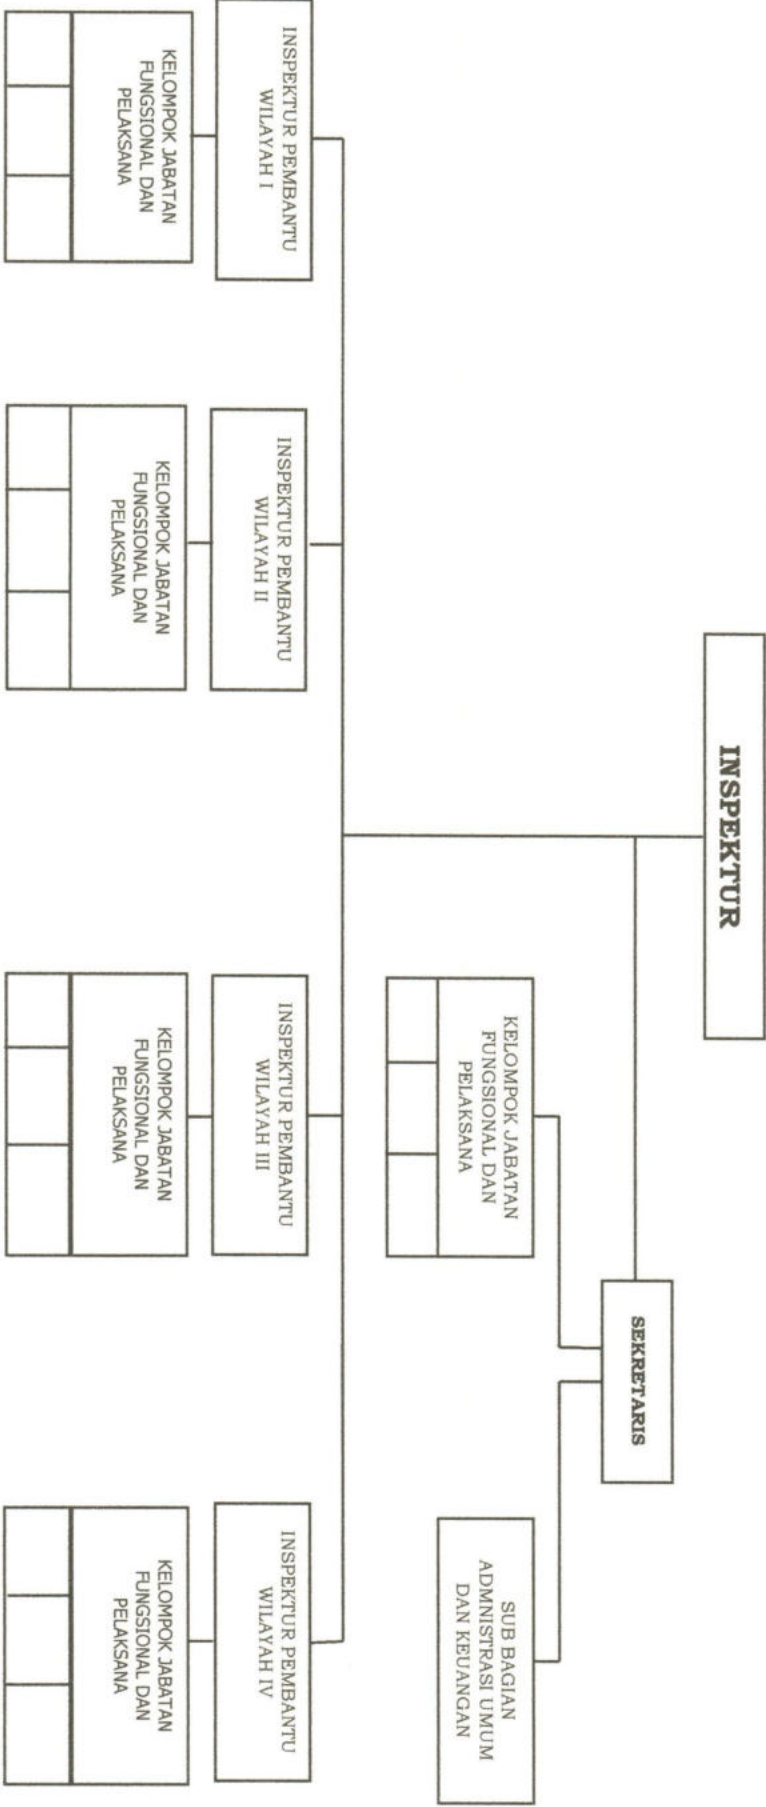 INSPEKTUR
SEKRETARIS
KELOMPOK JABATAN
FUNGSIONAL DAN
PELAKSANA
SUB BAGIAN
ADMNISTRASI UMUM
DAN KEUANGAN
INSPEKTUR PEMBANTU
WILAYAH I
INSPEKTUR PEMBANTU
WILAYAH II
INSPEKTUR PEMBANTU
WILAYAH III
INSPEKTUR PEMBANTU
WILAYAH IV
KELOMPOK JABATAN
FUNGSIONAL DAN
PELAKSANA
KELOMPOK JABATAN
FUNGSIONAL DAN
PELAKSANA
KELOMPOK JABATAN
FUNGSIONAL DAN
PELAKSANA
KELOMPOK JABATAN
FUNGSIONAL DAN
PELAKSANA